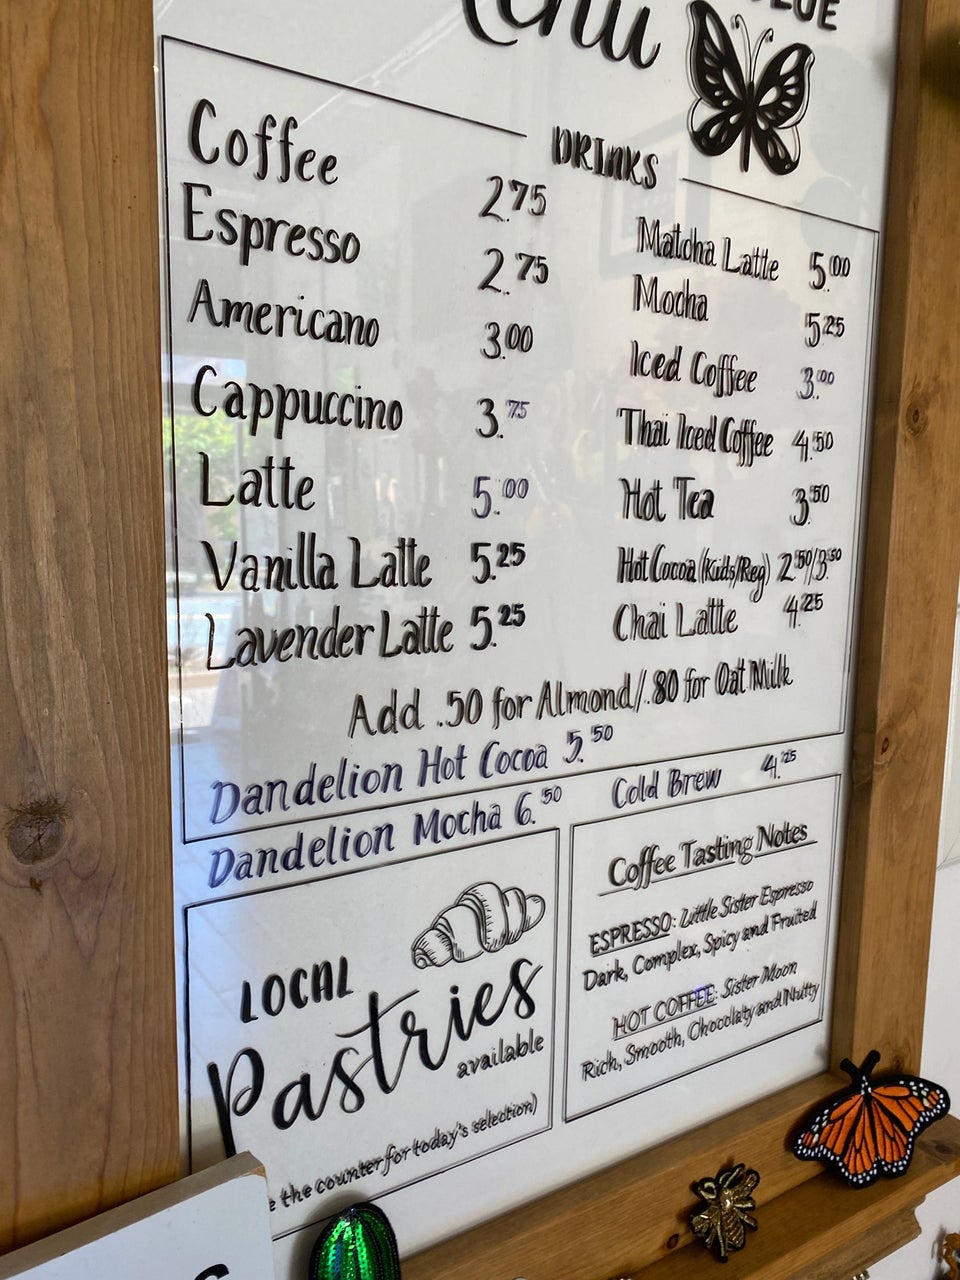 Menu
DRINKS
Coffee 2.75
Espresso 2.75
Americano 3.00
Cappuccino 3.75
Latte 5.00
Vanilla Latte 5.25
Lavender Latte 5.25
Matcha Latte 5.00
Mocha 5.25
Iced Coffee 3.00
Thai Iced Coffee 4.50
Hot Tea 3.50
Hot Cocoa (Kids/Reg) 2.50/3.50
Chai Latte 4.25
Add .50 for Almond/.80 for Oat Milk
Dandelion Hot Cocoa 5.50
Dandelion Mocha 6.50
Cold Brew
LOCAL
Pastries
available
the counter for today's selection)
Coffee Tasting Notes
ESPRESSO: Little Sister Espresso
Dark, Complex, Spicy and Fruited
HOT COFFEE: Sister Moon
Rich, Smooth, Chocolaty and Nutty